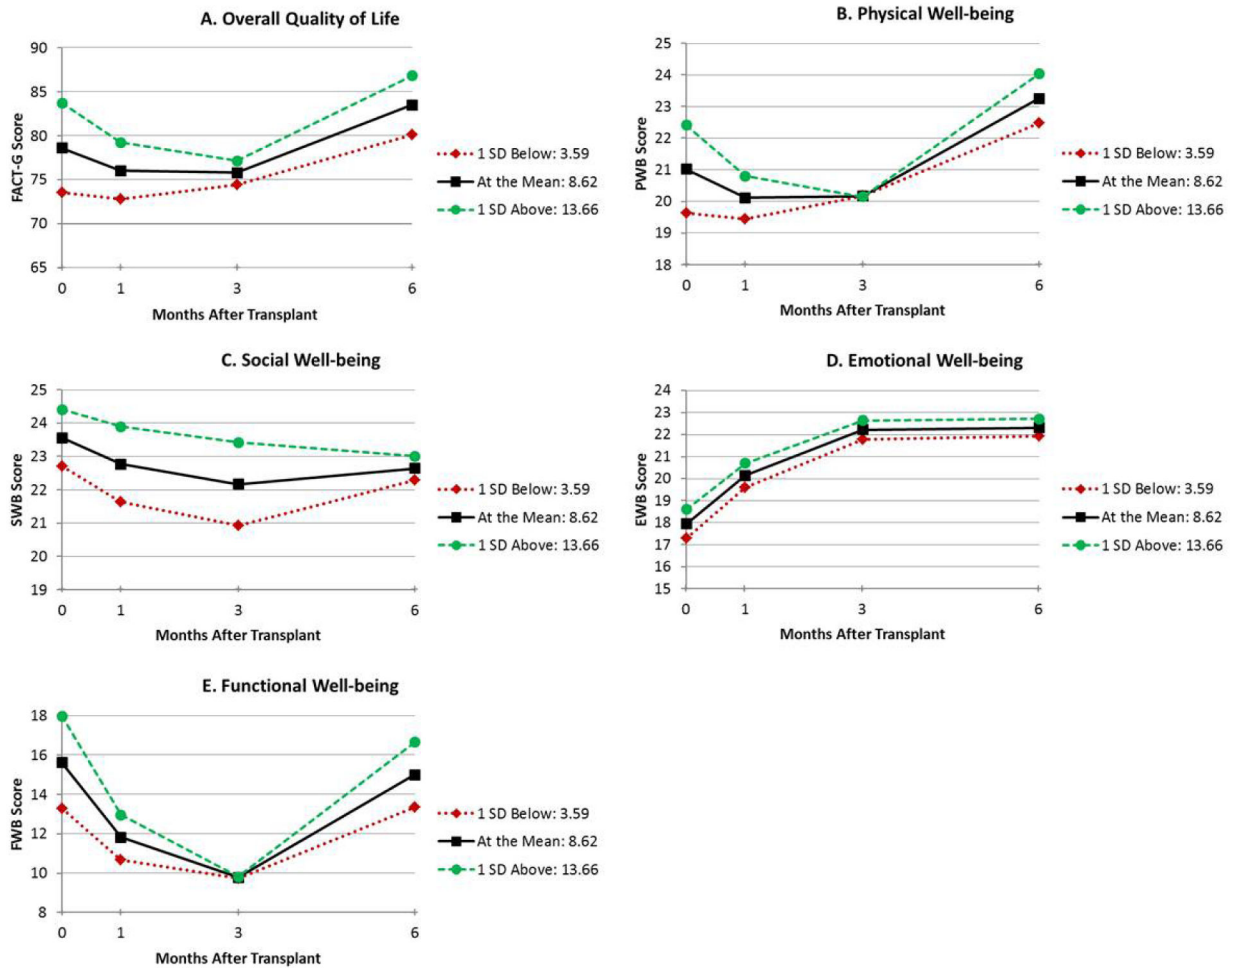 A. Overall Quality of Life
90
85
80
75
70
65
FACT-G Score
0 1 3 6
Months After Transplant
1 SD Below: 3.59
At the Mean: 8.62
1 SD Above: 13.66
B. Physical Well-being
25
24
23
22
21
20
19
18
PWB Score
0 1 3 6
Months After Transplant
1 SD Below: 3.59
At the Mean: 8.62
1 SD Above: 13.66
C. Social Well-being
25
24
23
22
21
20
19
SWB Score
0 1 3 6
Months After Transplant
1 SD Below: 3.59
At the Mean: 8.62
1 SD Above: 13.66
D. Emotional Well-being
24
23
22
21
20
19
18
17
16
15
EWB Score
0 1 3 6
Months After Transplant
1 SD Below: 3.59
At the Mean: 8.62
1 SD Above: 13.66
E. Functional Well-being
18
16
14
12
10
8
FWB Score
0 1 3 6
Months After Transplant
1 SD Below: 3.59
At the Mean: 8.62
1 SD Above: 13.66